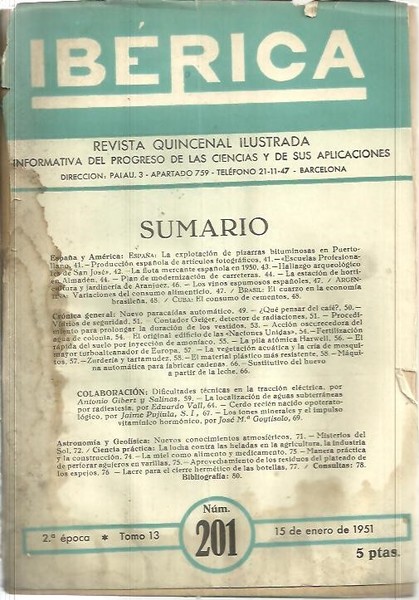 IBÉRICA
REVISTA QUINCENAL ILUSTRADA
INFORMATIVA DEL PROGRESO DE LAS CIENCIAS Y DE SUS APLICACIONES
DIRECCION: PALAU, 3 - APARTADO 759 - TELÉFONO 21-11-47 - BARCELONA
SUMARIO
España y América: ESPAÑA: La explotación de pizarras bituminosas en Puerto-
llano, 41. — Producción española de artículos fotográficos, 41. — «Escuelas Profesiona-
les de San José», 42. — La flota mercante española en 1950, 43. — Hallazgo arqueológico
en Almadén, 44. — Plan de modernización de carreteras, 44. — La estación de horti-
cultura y jardinería de Aranjuez, 46. — Los vinos espumosos españoles, 47. / ARGEN-
TINA: Variaciones del consumo alimenticio, 47. / BRASIL: El cuarzo en la economía
brasileña, 48. / CUBA: El consumo de cementos, 48.
Crónica general: Nuevo paracaídas automático, 49. — ¿Qué pensar del café?, 50. —
Vidrios de seguridad, 51. — Contador Geiger, detector de radiaciones, 51. — Procedi-
miento para prolongar la duración de los vestidos, 53. — Acción oscurecedora del
agua de colonia, 54. El original edificio de las «Naciones Unidas», 54. — Fertilización
rápida del suelo por inyección de amoníaco, 55. — La pila atómica Harwell, 56. — El
mayor turboalternador de Europa, 57. — La vegetación acuática y la cría de mosqui-
tos, 57. — Zordería y tartamudez, 58. — El material plástico más resistente, 58. — Máqui-
na automática para fabricar cadenas, 66. — Sustitutivo del huevo
a partir de la leche, 66.
COLABORACIÓN: Dificultades técnicas en la tracción eléctrica, por
Antonio Gibert y Salinas, 59. — La localización de aguas subterráneas
por radiestesia, por Eduardo Vall, 64. — Cerdo recién nacido opoterato-
lógico, por Jaime Pujiula, S. I., 67. — Los iones minerales y el impulso
vitamínico hormónico, por José M.ª Goytisolo, 69.
Astronomía y Geofísica: Nuevos conocimientos atmosféricos, 71. — Misterios del
Sol, 72. / Ciencia práctica: La lucha contra las heladas en la agricultura, la industria
y la construcción, 74. — La miel como alimento y medicamento, 75. — Manera práctica
de perforar agujeros en varillas, 75. — Aprovechamiento de los residuos del plateado de
los espejos, 76 — Lacre para el cierre hermético de las botellas, 77. / Consultas: 78.
Bibliografía: 80.
Núm.
2.ª época * Tomo 13
201
15 de enero de 1951
5 ptas.